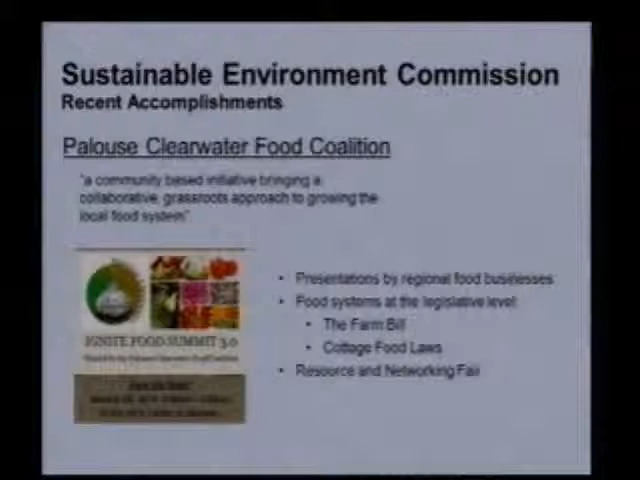 Sustainable Environment Commission
Recent Accomplishments
Palouse Clearwater Food Coalition
"a community based initiative bringing a
collaborative, grassroots approach to growing the
local food system"
IGNITE FOOD SUMMIT 3.0
• Presentations by regional food businesses
• Food systems at the legislative level
• The Farm Bill
• Cottage Food Laws
• Resource and Networking Fair